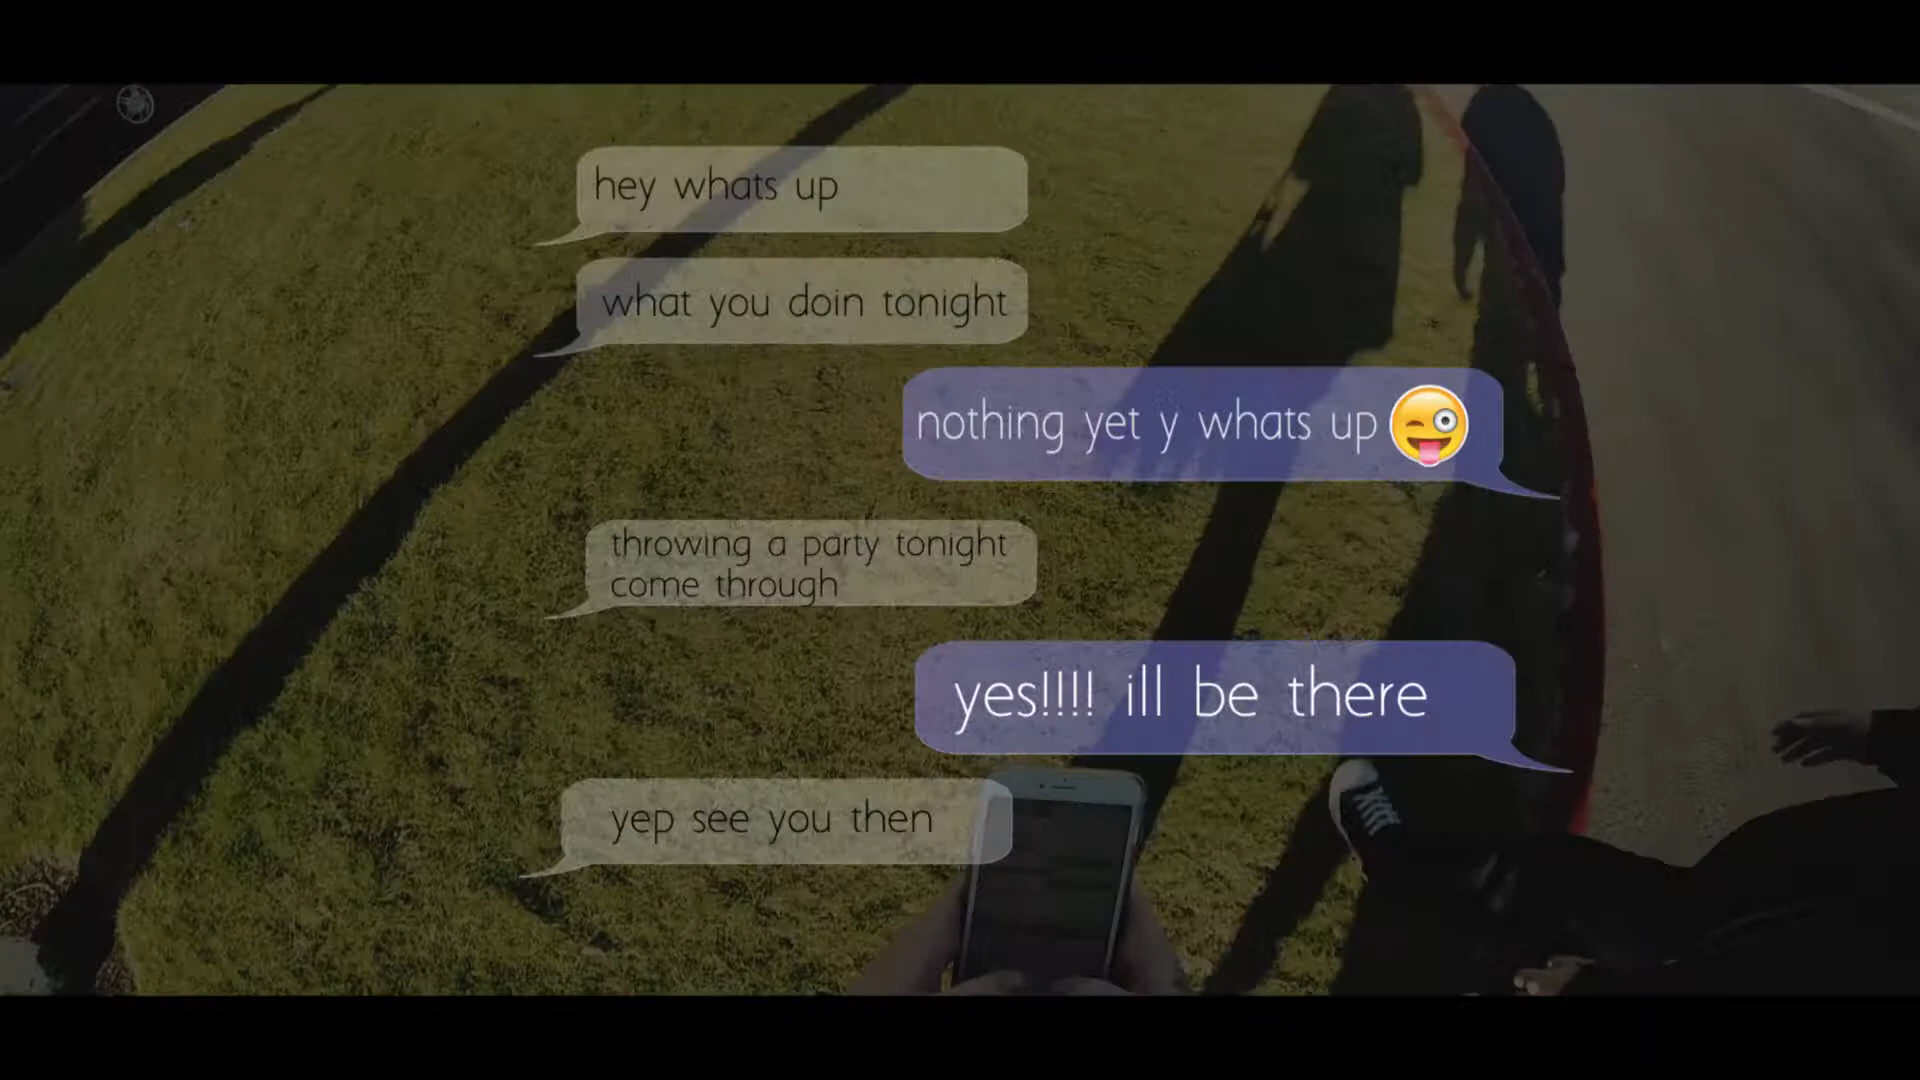 hey whats up
what you doin tonight
nothing yet y whats up😜
throwing a party tonight
come through
yes!!!! ill be there
yep see you then